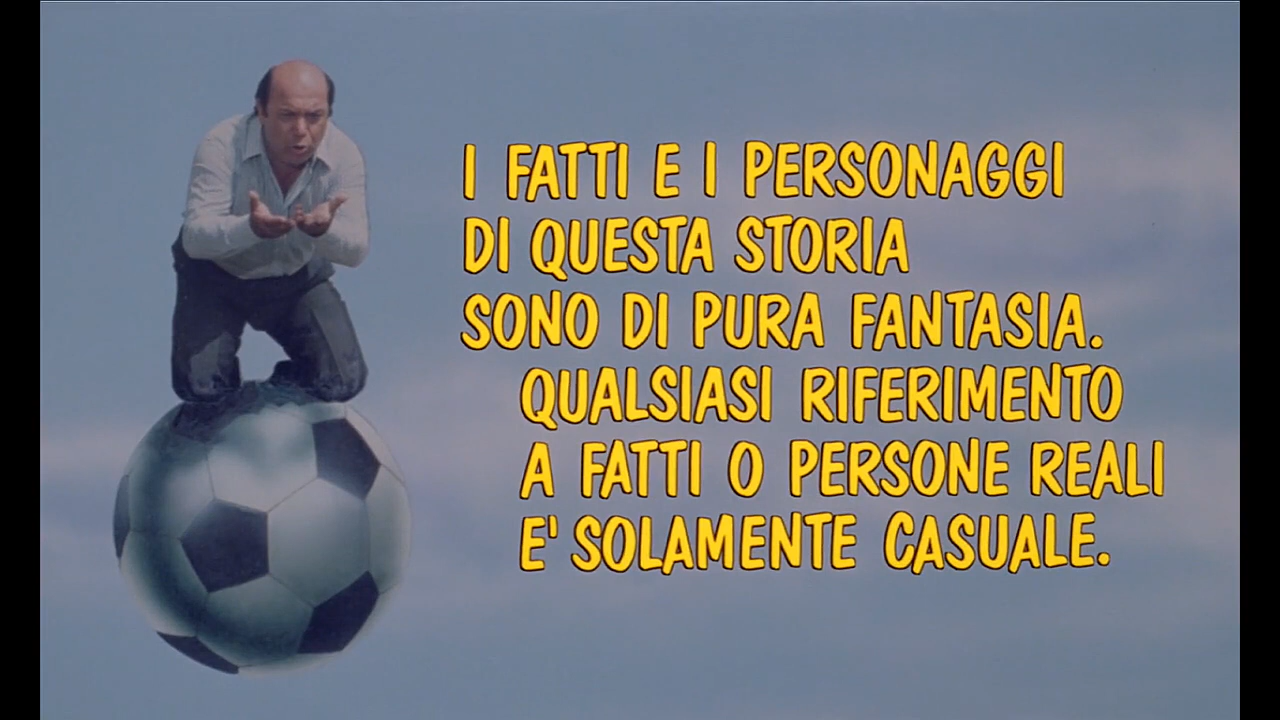 I FATTI E I PERSONAGGI
DI QUESTA STORIA
SONO DI PURA FANTASIA.
QUALSIASI RIFERIMENTO
A FATTI O PERSONE REALI
E' SOLAMENTE CASUALE.